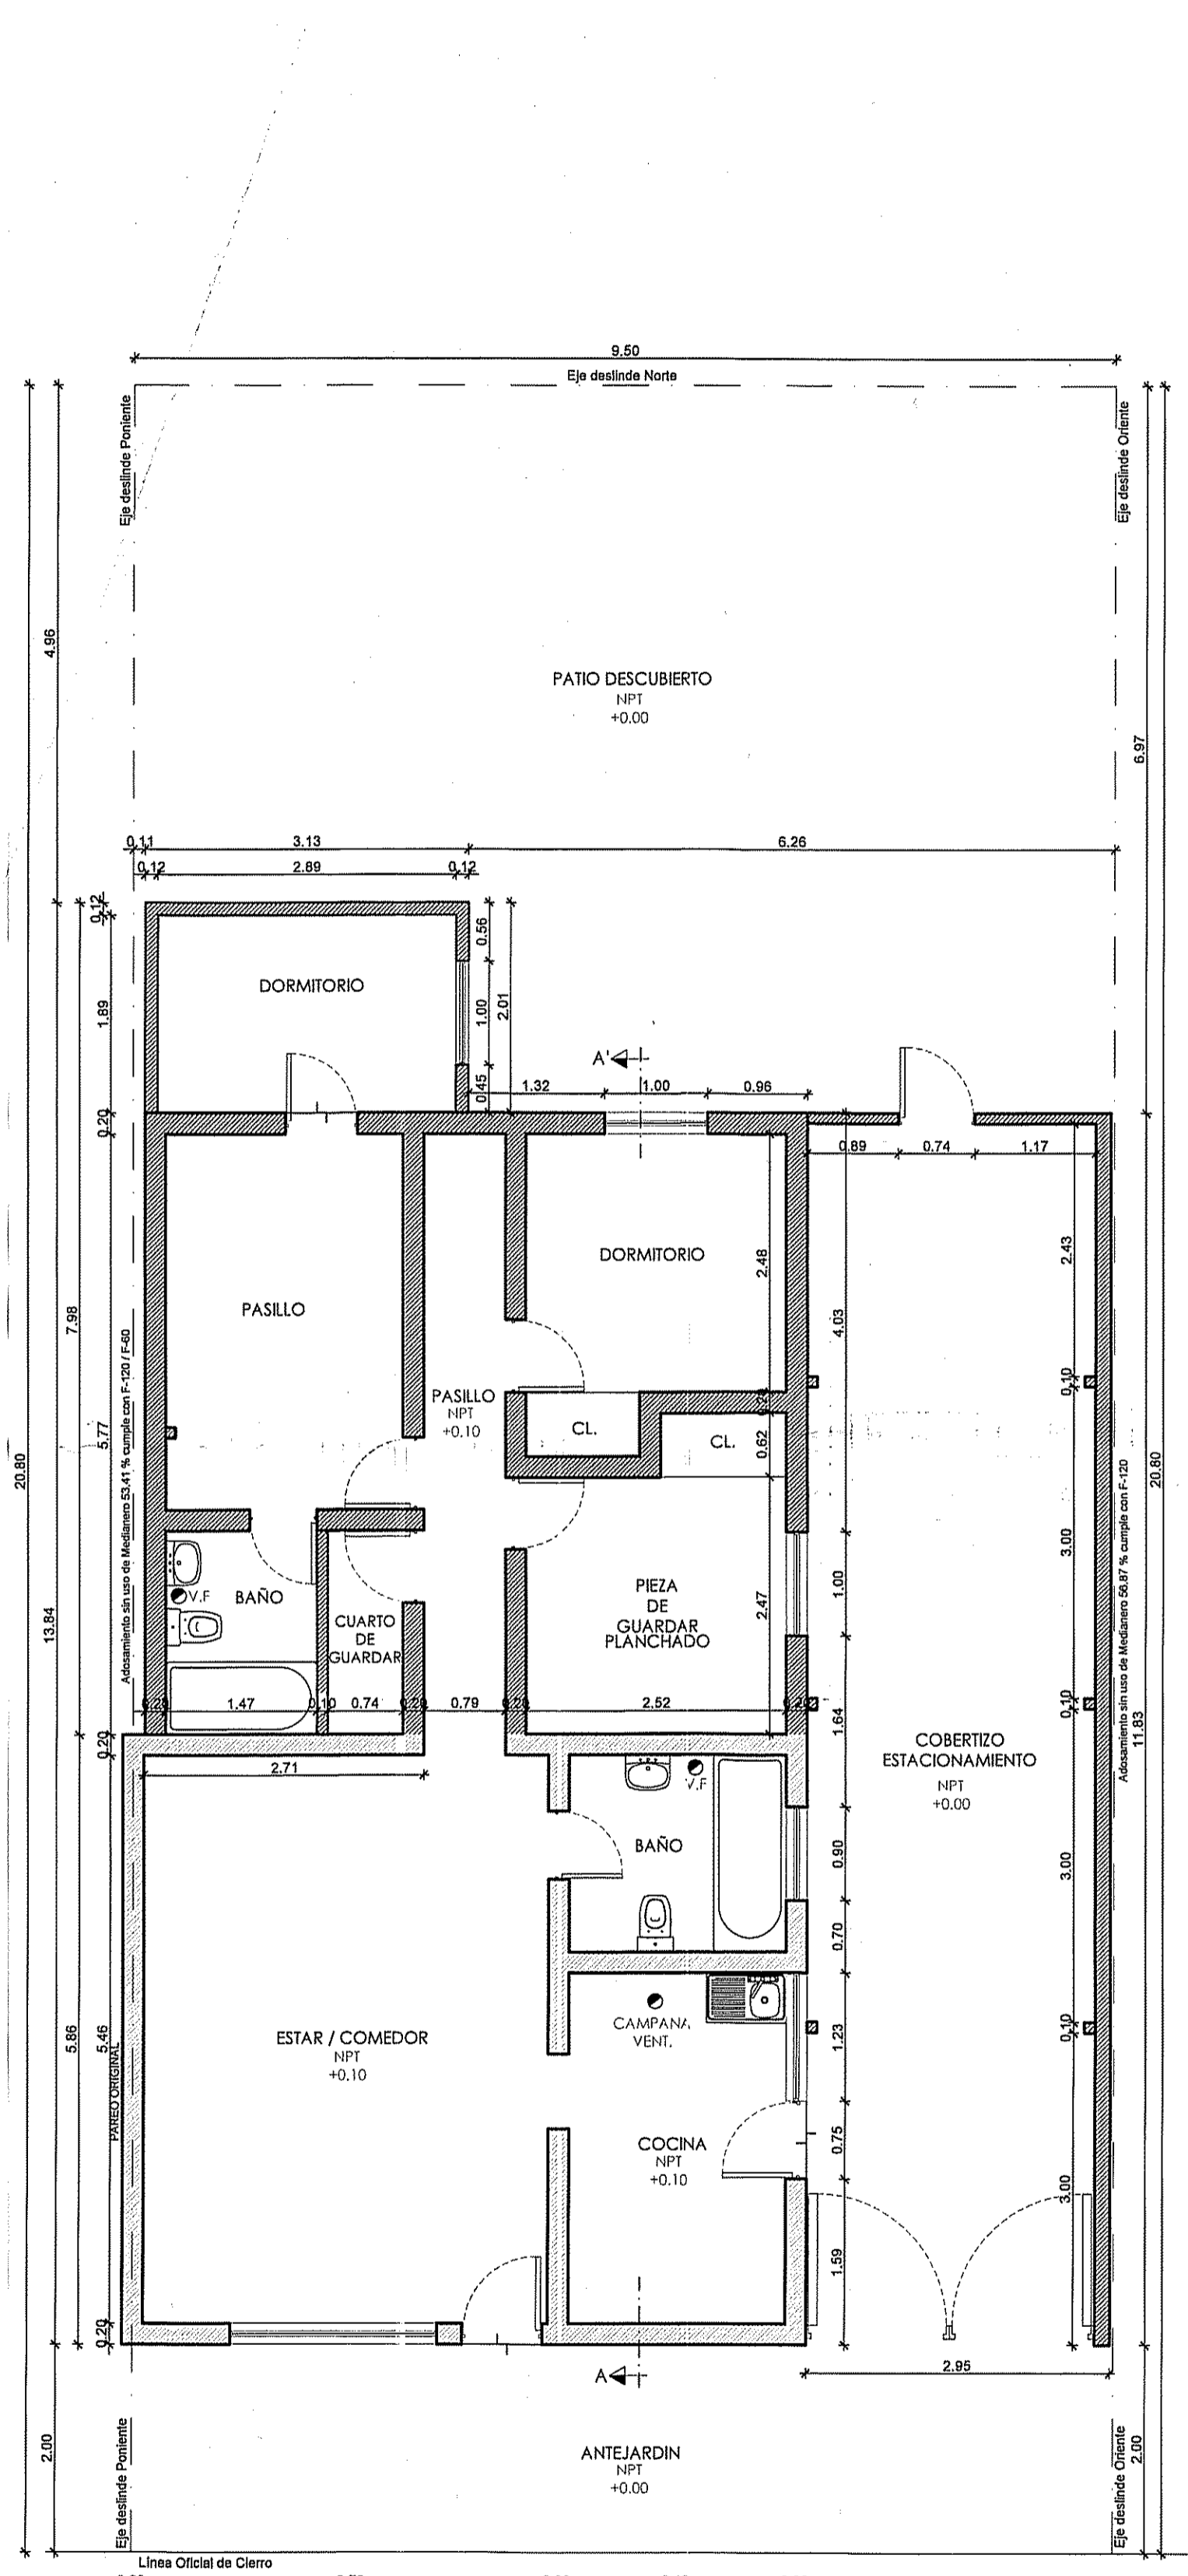 9.50
Eje deslinde Norte
Eje deslinde Poniente
Eje deslinde Oriente
4.96
6.97
PATIO DESCUBIERTO
NPT
+0.00
0.11
3.13
6.26
0.12
2.89
0.12
0.12
1.89
0.20
DORMITORIO
0.56
1.00
0.45
2.01
A'
1.32
1.00
0.96
0.89
0.74
1.17
7.98
5.77
Adosamiento sin uso de Medianero 53.41 % cumple con F-120 / F-60
PASILLO
PASILLO
NPT
+0.10
DORMITORIO
2.48
4.03
2.43
0.10
CL.
CL.
0.62
20.80
13.84
20.80
11.83
Adosamiento sin uso de Medianero 56.87 % cumple con F-120
V.F
BAÑO
CUARTO
DE
GUARDAR
PIEZA
DE
GUARDAR
PLANCHADO
2.47
1.00
3.00
0.20
1.47
0.10
0.74
0.20
0.79
0.20
2.52
0.20
1.64
0.10
0.20
2.71
COBERTIZO
ESTACIONAMIENTO
NPT
+0.00
V.F
BAÑO
0.90
3.00
0.70
5.86
5.46
PAREO ORIGINAL
ESTAR / COMEDOR
NPT
+0.10
CAMPANA
VENT.
1.23
0.10
COCINA
NPT
+0.10
0.75
3.00
1.59
0.20
A
2.95
2.00
Eje deslinde Poniente
ANTEJARDIN
NPT
+0.00
Eje deslinde Oriente
2.00
Línea Oficial de Cierro